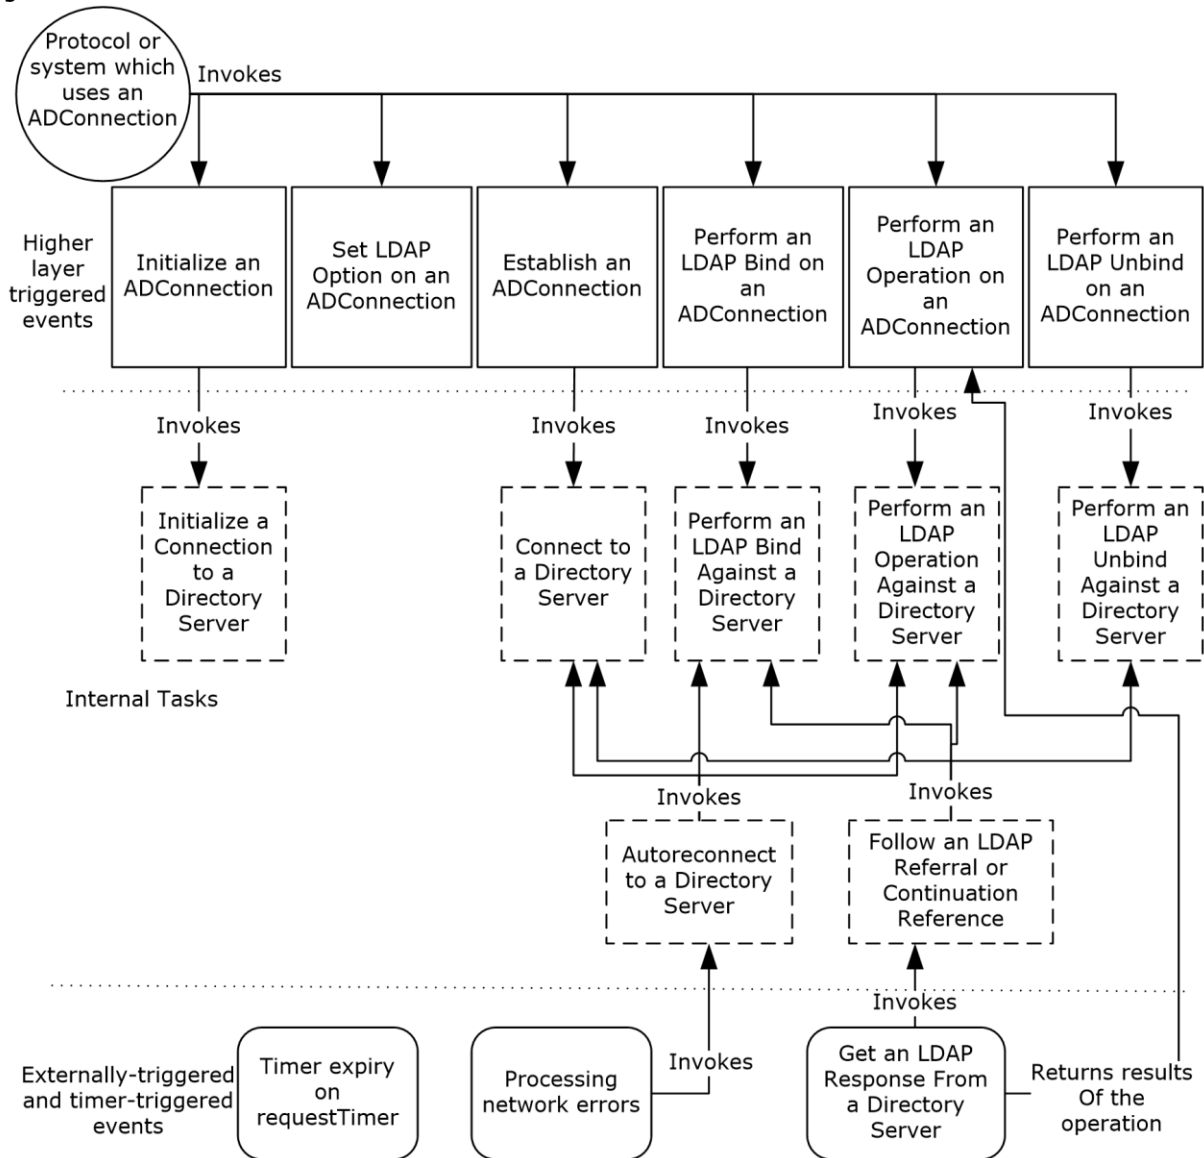 Protocol or
system which
uses an
ADConnection
Invokes
Higher
layer
triggered
events
Initialize an
ADConnection
Set LDAP
Option on an
ADConnection
Establish an
ADConnection
Perform an
LDAP Bind on
an
ADConnection
Perform an
LDAP
Operation on
an
ADConnection
Perform an
LDAP Unbind
on an
ADConnection
Invokes
Invokes
Invokes
Invokes
Invokes
Initialize a
Connection
to a
Directory
Server
Connect to
a Directory
Server
Perform an
LDAP Bind
Against a
Directory
Server
Perform an
LDAP
Operation
Against a
Directory
Server
Perform an
LDAP
Unbind
Against a
Directory
Server
Internal Tasks
Invokes
Invokes
Autoreconnect
to a Directory
Server
Follow an LDAP
Referral or
Continuation
Reference
Invokes
Invokes
Externally-triggered
and timer-triggered
events
Timer expiry
on
requestTimer
Processing
network errors
Get an LDAP
Response From
a Directory
Server
Returns results
Of the
operation